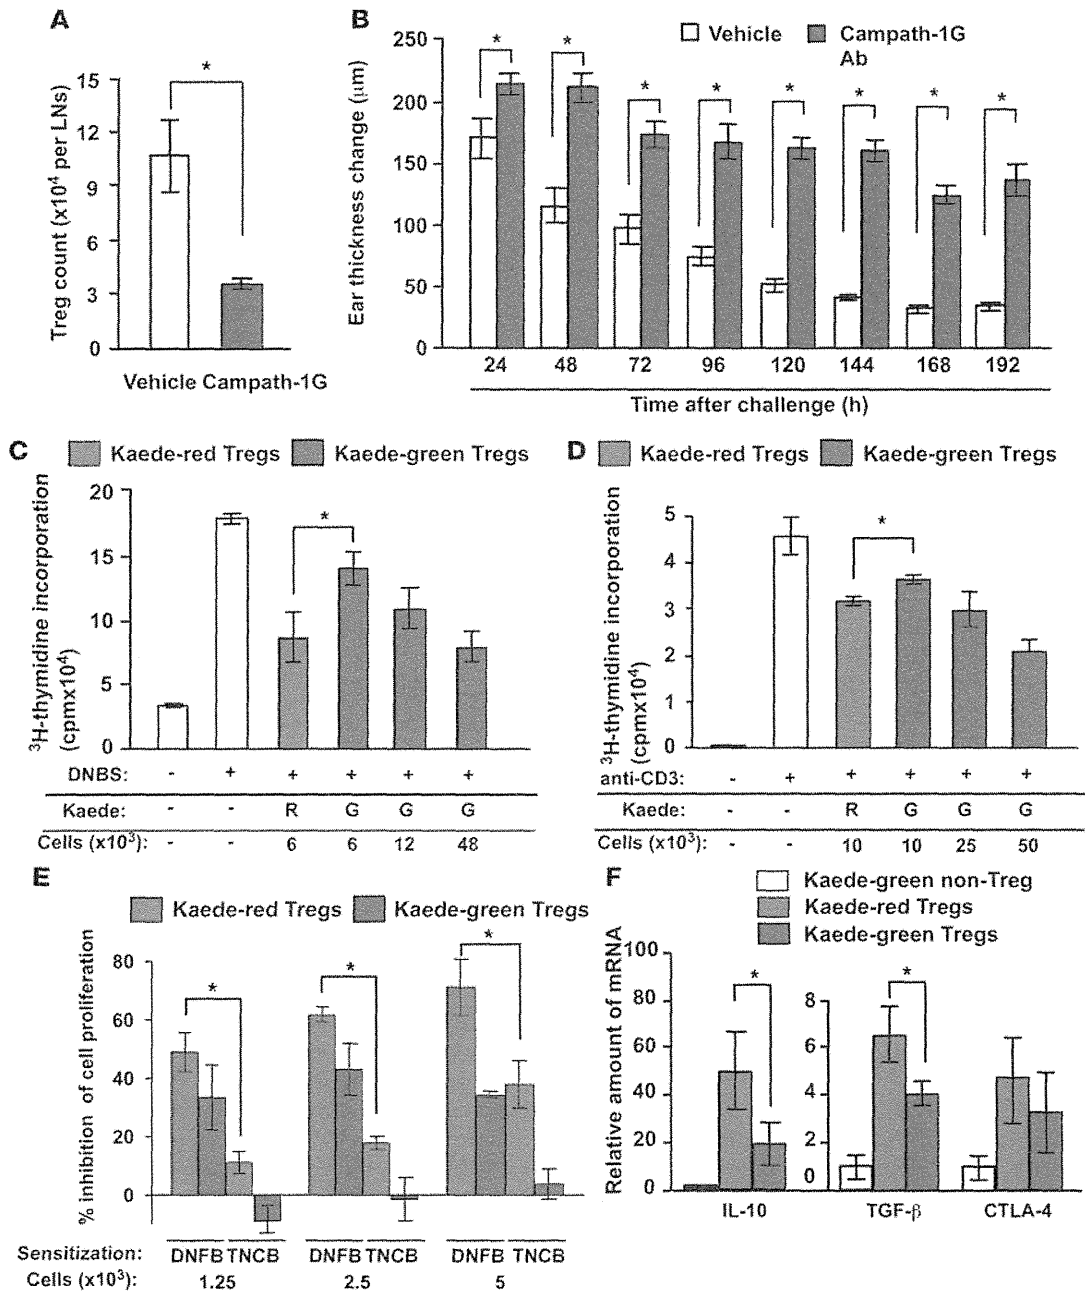 A
Treg count (x10⁴ per LNs)
15
12
9
6
3
0
*
Vehicle Campath-1G
B
Ear thickness change (μm)
250
200
150
100
50
0
Vehicle
Campath-1G
Ab
* * * * * * * *
24 48 72 96 120 144 168 192
Time after challenge (h)
C
Kaede-red Tregs Kaede-green Tregs
³H-thymidine incorporation
(cpmx10⁴)
20
15
10
5
0
*
DNBS: - + + + + +
Kaede: - - R G G G
Cells (x10³): - - 6 6 12 48
D
Kaede-red Tregs Kaede-green Tregs
³H-thymidine incorporation
(cpmx10⁴)
5
4
3
2
1
0
*
anti-CD3: - + + + + +
Kaede: - - R G G G
Cells (x10³): - - 10 10 25 50
E
Kaede-red Tregs Kaede-green Tregs
% inhibition of cell proliferation
80
60
40
20
0
* * *
Sensitization: DNFB TNCB DNFB TNCB DNFB TNCB
Cells (x10³): 1.25 2.5 5
F
Kaede-green non-Treg
Kaede-red Tregs
Kaede-green Tregs
Relative amount of mRNA
100
80
60
40
20
0
*
8
6
4
2
0
*
IL-10 TGF-β CTLA-4